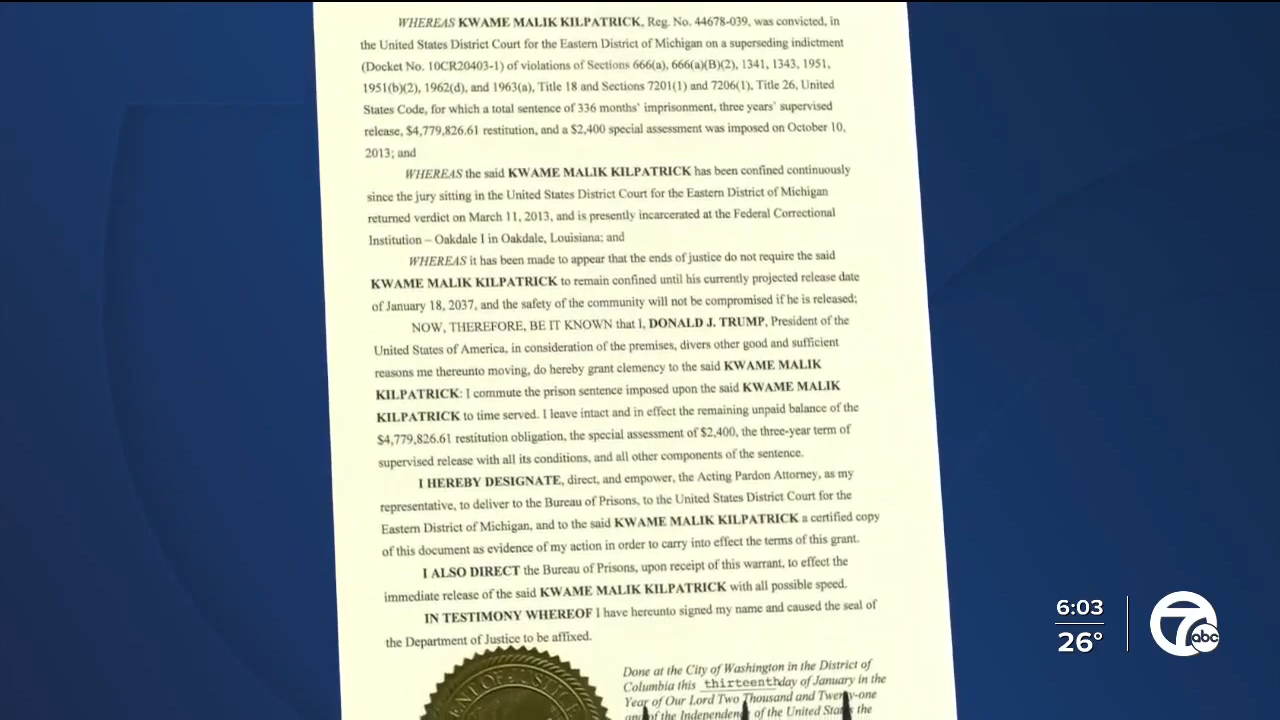 WHEREAS KWAME MALIK KILPATRICK, Reg. No. 44678-039, was convicted, in
the United States District Court for the Eastern District of Michigan on a superseding indictment
(Docket No. 10CR20403-1) of violations of Sections 666(a), 666(a)(B)(2), 1341, 1343, 1951,
1951(b)(2), 1962(d), and 1963(a), Title 18 and Sections 7201(1) and 7206(1), Title 26, United
States Code, for which a total sentence of 336 months' imprisonment, three years' supervised
release, $4,779,826.61 restitution, and a $2,400 special assessment was imposed on October 10,
2013; and
WHEREAS the said KWAME MALIK KILPATRICK has been confined continuously
since the jury sitting in the United States District Court for the Eastern District of Michigan
returned verdict on March 11, 2013, and is presently incarcerated at the Federal Correctional
Institution – Oakdale I in Oakdale, Louisiana; and
WHEREAS it has been made to appear that the ends of justice do not require the said
KWAME MALIK KILPATRICK to remain confined until his currently projected release date
of January 18, 2037, and the safety of the community will not be compromised if he is released;
NOW, THEREFORE, BE IT KNOWN that I, DONALD J. TRUMP, President of the
United States of America, in consideration of the premises, divers other good and sufficient
reasons me thereunto moving, do hereby grant clemency to the said KWAME MALIK
KILPATRICK: I commute the prison sentence imposed upon the said KWAME MALIK
KILPATRICK to time served. I leave intact and in effect the remaining unpaid balance of the
$4,779,826.61 restitution obligation, the special assessment of $2,400, the three-year term of
supervised release with all its conditions, and all other components of the sentence.
I HEREBY DESIGNATE, direct, and empower, the Acting Pardon Attorney, as my
representative, to deliver to the Bureau of Prisons, to the United States District Court for the
Eastern District of Michigan, and to the said KWAME MALIK KILPATRICK a certified copy
of this document as evidence of my action in order to carry into effect the terms of this grant.
I ALSO DIRECT the Bureau of Prisons, upon receipt of this warrant, to effect the
immediate release of the said KWAME MALIK KILPATRICK with all possible speed.
IN TESTIMONY WHEREOF I have hereunto signed my name and caused the seal of
the Department of Justice to be affixed.
Done at the City of Washington in the District of
Columbia this thirteenth day of January in the
Year of Our Lord Two Thousand and Twenty-one
and of the Independence of the United States the
6:03
26°
7 abc